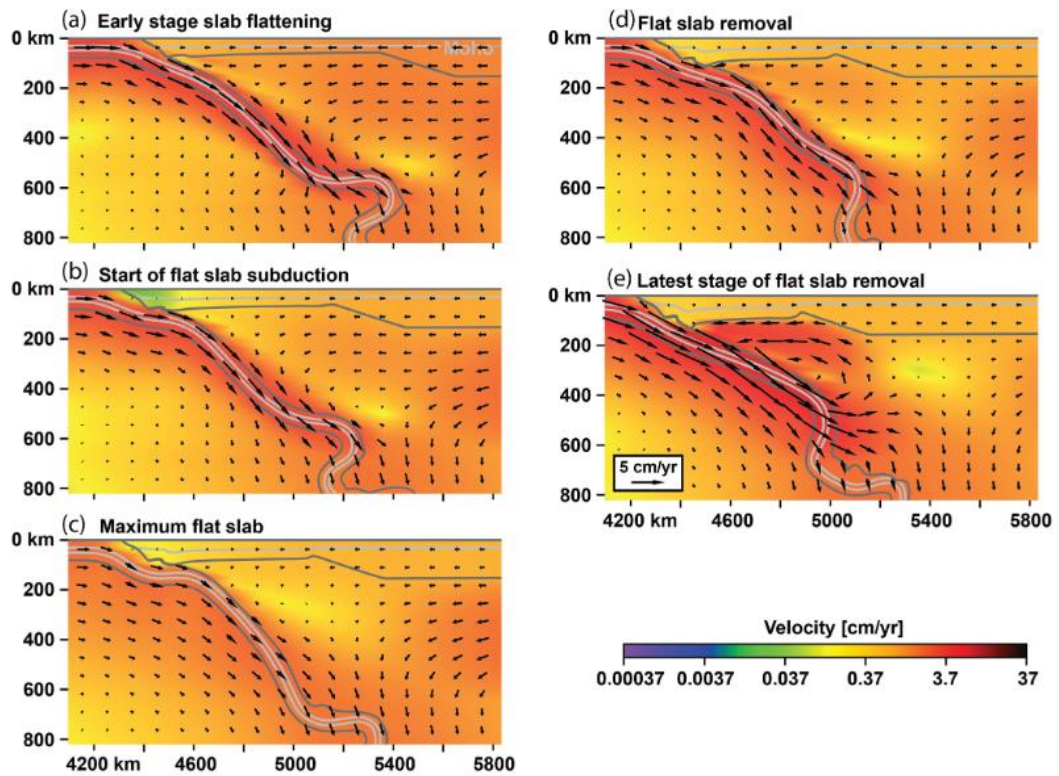 (a) Early stage slab flattening
0 km
Moho
200
400
600
800
(b) Start of flat slab subduction
0 km
200
400
600
800
(c) Maximum flat slab
0 km
200
400
600
800
4200 km 4600 5000 5400 5800
(d) Flat slab removal
0 km
200
400
600
800
(e) Latest stage of flat slab removal
0 km
200
400
600
800
5 cm/yr
4200 km 4600 5000 5400 5800
Velocity [cm/yr]
0.00037 0.0037 0.037 0.37 3.7 37